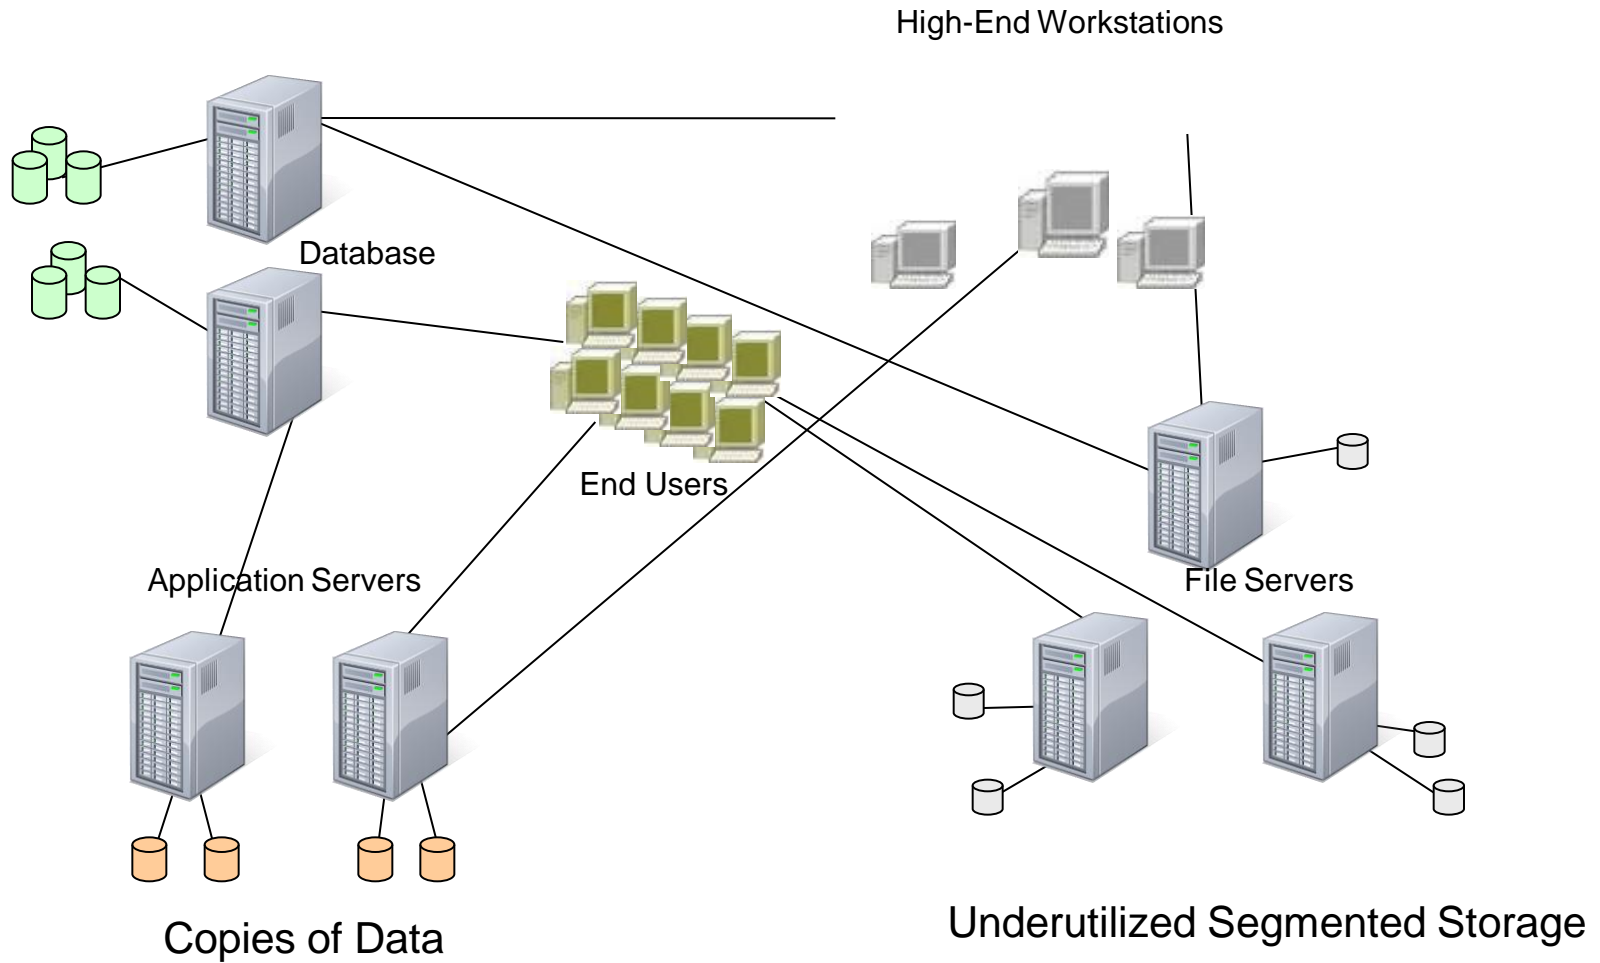 High-End Workstations
Database
End Users
Application Servers
File Servers
Copies of Data
Underutilized Segmented Storage